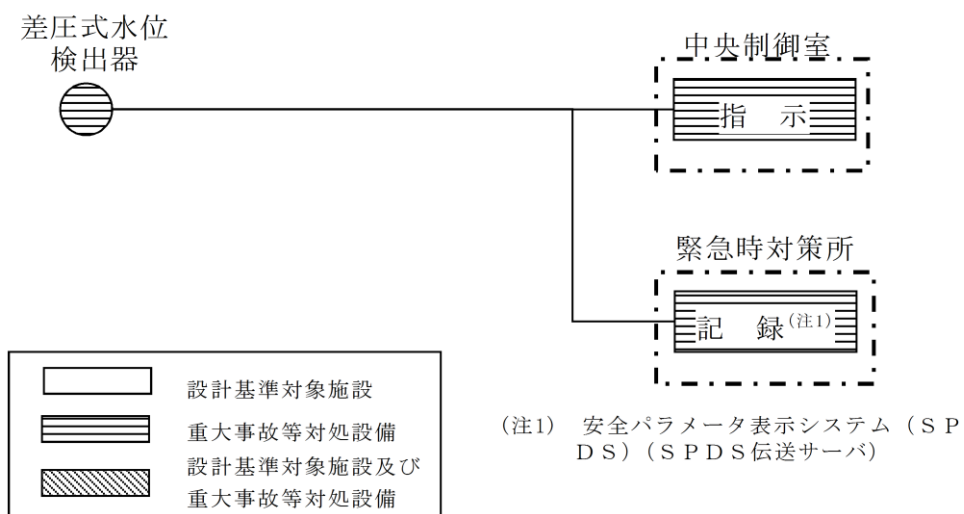 差圧式水位
検出器
中央制御室
指　示
緊急時対策所
記　録(注1)
設計基準対象施設
重大事故等対処設備
設計基準対象施設及び
重大事故等対処設備
(注1)　安全パラメータ表示システム（ＳＰ
ＤＳ）（ＳＰＤＳ伝送サーバ）